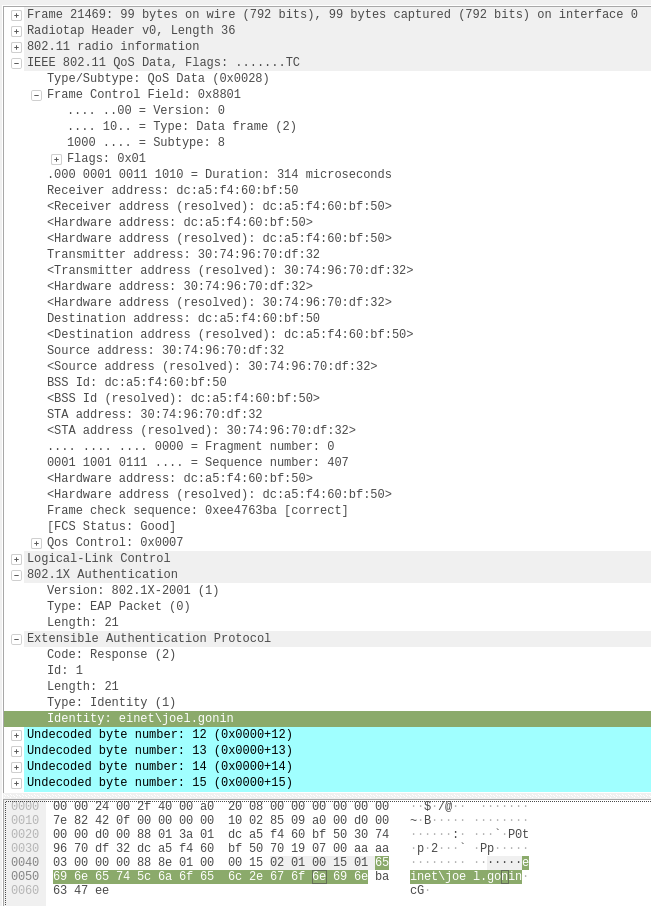 Frame 21469: 99 bytes on wire (792 bits), 99 bytes captured (792 bits) on interface 0
Radiotap Header v0, Length 36
802.11 radio information
IEEE 802.11 QoS Data, Flags: .......TC
Type/Subtype: QoS Data (0x0028)
Frame Control Field: 0x8801
.... ..00 = Version: 0
.... 10.. = Type: Data frame (2)
1000 .... = Subtype: 8
Flags: 0x01
.000 0001 0011 1010 = Duration: 314 microseconds
Receiver address: dc:a5:f4:60:bf:50
<Receiver address (resolved): dc:a5:f4:60:bf:50>
<Hardware address: dc:a5:f4:60:bf:50>
<Hardware address (resolved): dc:a5:f4:60:bf:50>
Transmitter address: 30:74:96:70:df:32
<Transmitter address (resolved): 30:74:96:70:df:32>
<Hardware address: 30:74:96:70:df:32>
<Hardware address (resolved): 30:74:96:70:df:32>
Destination address: dc:a5:f4:60:bf:50
<Destination address (resolved): dc:a5:f4:60:bf:50>
Source address: 30:74:96:70:df:32
<Source address (resolved): 30:74:96:70:df:32>
BSS Id: dc:a5:f4:60:bf:50
<BSS Id (resolved): dc:a5:f4:60:bf:50>
STA address: 30:74:96:70:df:32
<STA address (resolved): 30:74:96:70:df:32>
.... .... .... 0000 = Fragment number: 0
0001 1001 0111 .... = Sequence number: 407
<Hardware address: dc:a5:f4:60:bf:50>
<Hardware address (resolved): dc:a5:f4:60:bf:50>
Frame check sequence: 0xee4763ba [correct]
[FCS Status: Good]
Qos Control: 0x0007
Logical-Link Control
802.1X Authentication
Version: 802.1X-2001 (1)
Type: EAP Packet (0)
Length: 21
Extensible Authentication Protocol
Code: Response (2)
Id: 1
Length: 21
Type: Identity (1)
Identity: einet\joel.gonin
Undecoded byte number: 12 (0x0000+12)
Undecoded byte number: 13 (0x0000+13)
Undecoded byte number: 14 (0x0000+14)
Undecoded byte number: 15 (0x0000+15)
0000 00 00 24 00 2f 40 00 a0 20 08 00 00 00 00 00 00 ··$·/@·· ········
0010 7e 82 42 0f 00 00 00 00 10 02 85 09 a0 00 d0 00 ~·B····· ········
0020 00 00 d0 00 88 01 3a 01 dc a5 f4 60 bf 50 30 74 ······:· ···`·P0t
0030 96 70 df 32 dc a5 f4 60 bf 50 70 19 07 00 aa aa ·p·2···` ·Pp·····
0040 03 00 00 00 88 8e 01 00 00 15 02 01 00 15 01 65 ········ ·······e
0050 69 6e 65 74 5c 6a 6f 65 6c 2e 67 6f 6e 69 6e ba inet\joe l.gonin·
0060 63 47 ee cG·